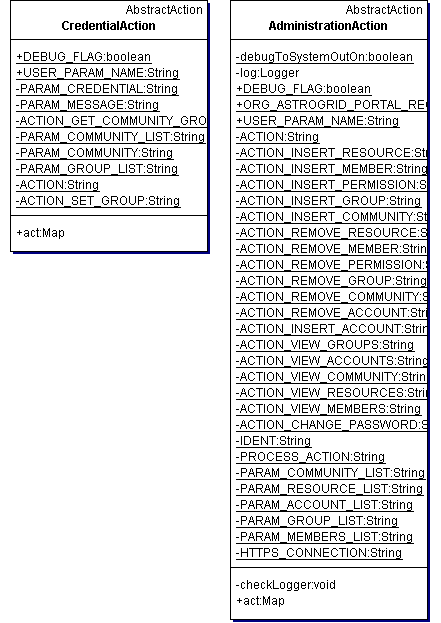 AbstractAction
CredentialAction
+DEBUG_FLAG:boolean
+USER_PARAM_NAME:String
-PARAM_CREDENTIAL:String
-PARAM_MESSAGE:String
-ACTION_GET_COMMUNITY_GRO
-PARAM_COMMUNITY_LIST:String
-PARAM_COMMUNITY:String
-PARAM_GROUP_LIST:String
-ACTION:String
-ACTION_SET_GROUP:String
+act:Map
AbstractAction
AdministrationAction
-debugToSystemOutOn:boolean
-log:Logger
+DEBUG_FLAG:boolean
+ORG_ASTROGRID_PORTAL_REG
+USER_PARAM_NAME:String
-ACTION:String
-ACTION_INSERT_RESOURCE:Str
-ACTION_INSERT_MEMBER:String
-ACTION_INSERT_PERMISSION:S
-ACTION_INSERT_GROUP:String
-ACTION_INSERT_COMMUNITY:St
-ACTION_REMOVE_RESOURCE:S
-ACTION_REMOVE_MEMBER:Strin
-ACTION_REMOVE_PERMISSION:
-ACTION_REMOVE_GROUP:String
-ACTION_REMOVE_COMMUNITY:S
-ACTION_REMOVE_ACCOUNT:Stri
-ACTION_INSERT_ACCOUNT:Strin
-ACTION_VIEW_GROUPS:String
-ACTION_VIEW_ACCOUNTS:String
-ACTION_VIEW_COMMUNITY:Strin
-ACTION_VIEW_RESOURCES:Stri
-ACTION_VIEW_MEMBERS:String
-ACTION_CHANGE_PASSWORD:S
-IDENT:String
-PROCESS_ACTION:String
-PARAM_COMMUNITY_LIST:String
-PARAM_RESOURCE_LIST:String
-PARAM_ACCOUNT_LIST:String
-PARAM_GROUP_LIST:String
-PARAM_MEMBERS_LIST:String
-HTTPS_CONNECTION:String
-checkLogger:void
+act:Map